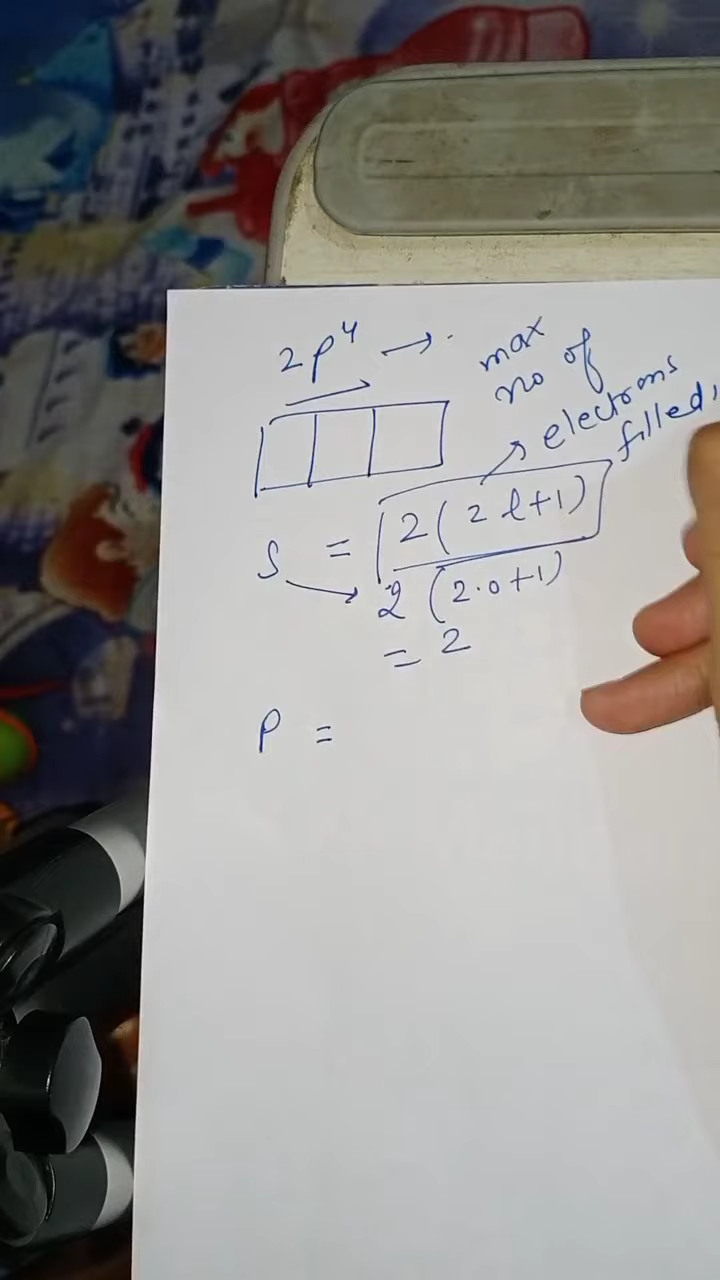 2p⁴ → max
no of
electrons
filled,
s = 2(2l+1)
2(2·0+1)
= 2
p =